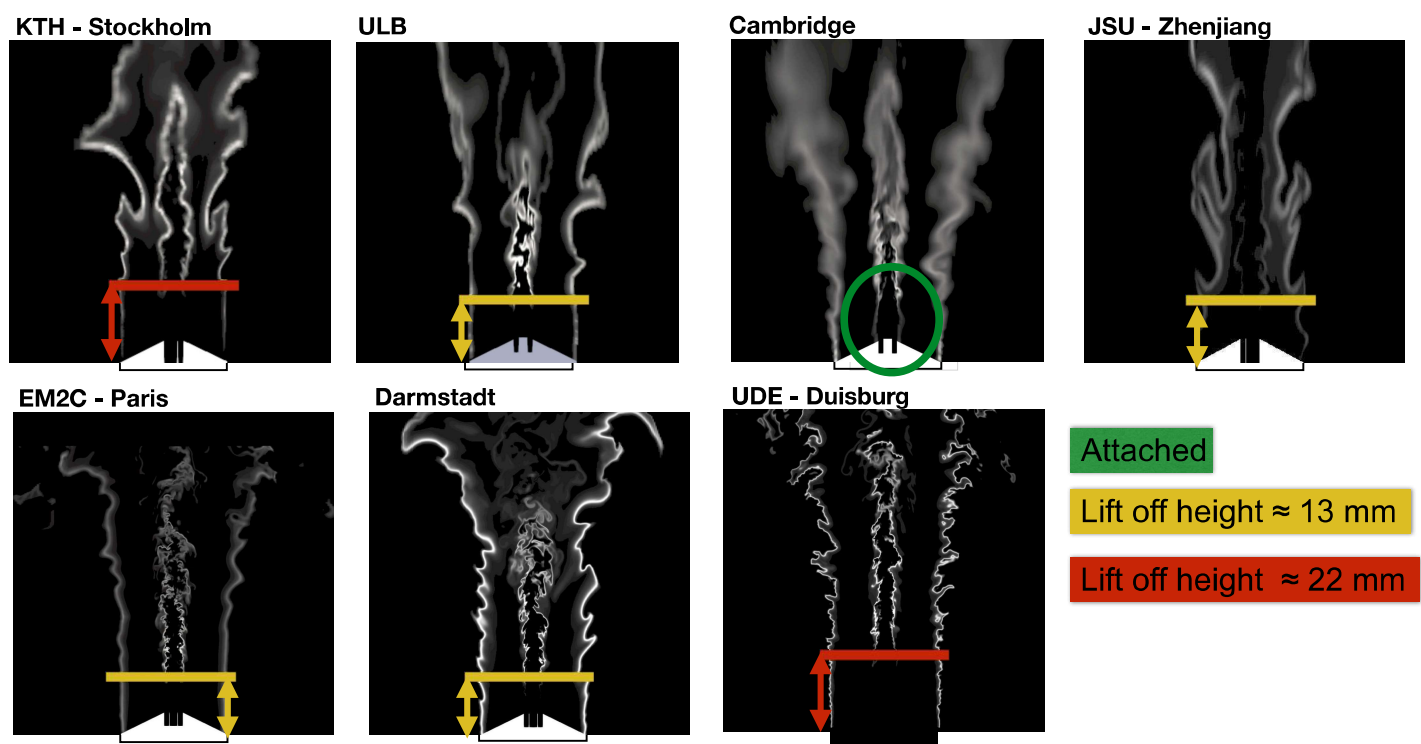 KTH - Stockholm
ULB
Cambridge
JSU - Zhenjiang
EM2C - Paris
Darmstadt
UDE - Duisburg
Attached
Lift off height ≈ 13 mm
Lift off height ≈ 22 mm